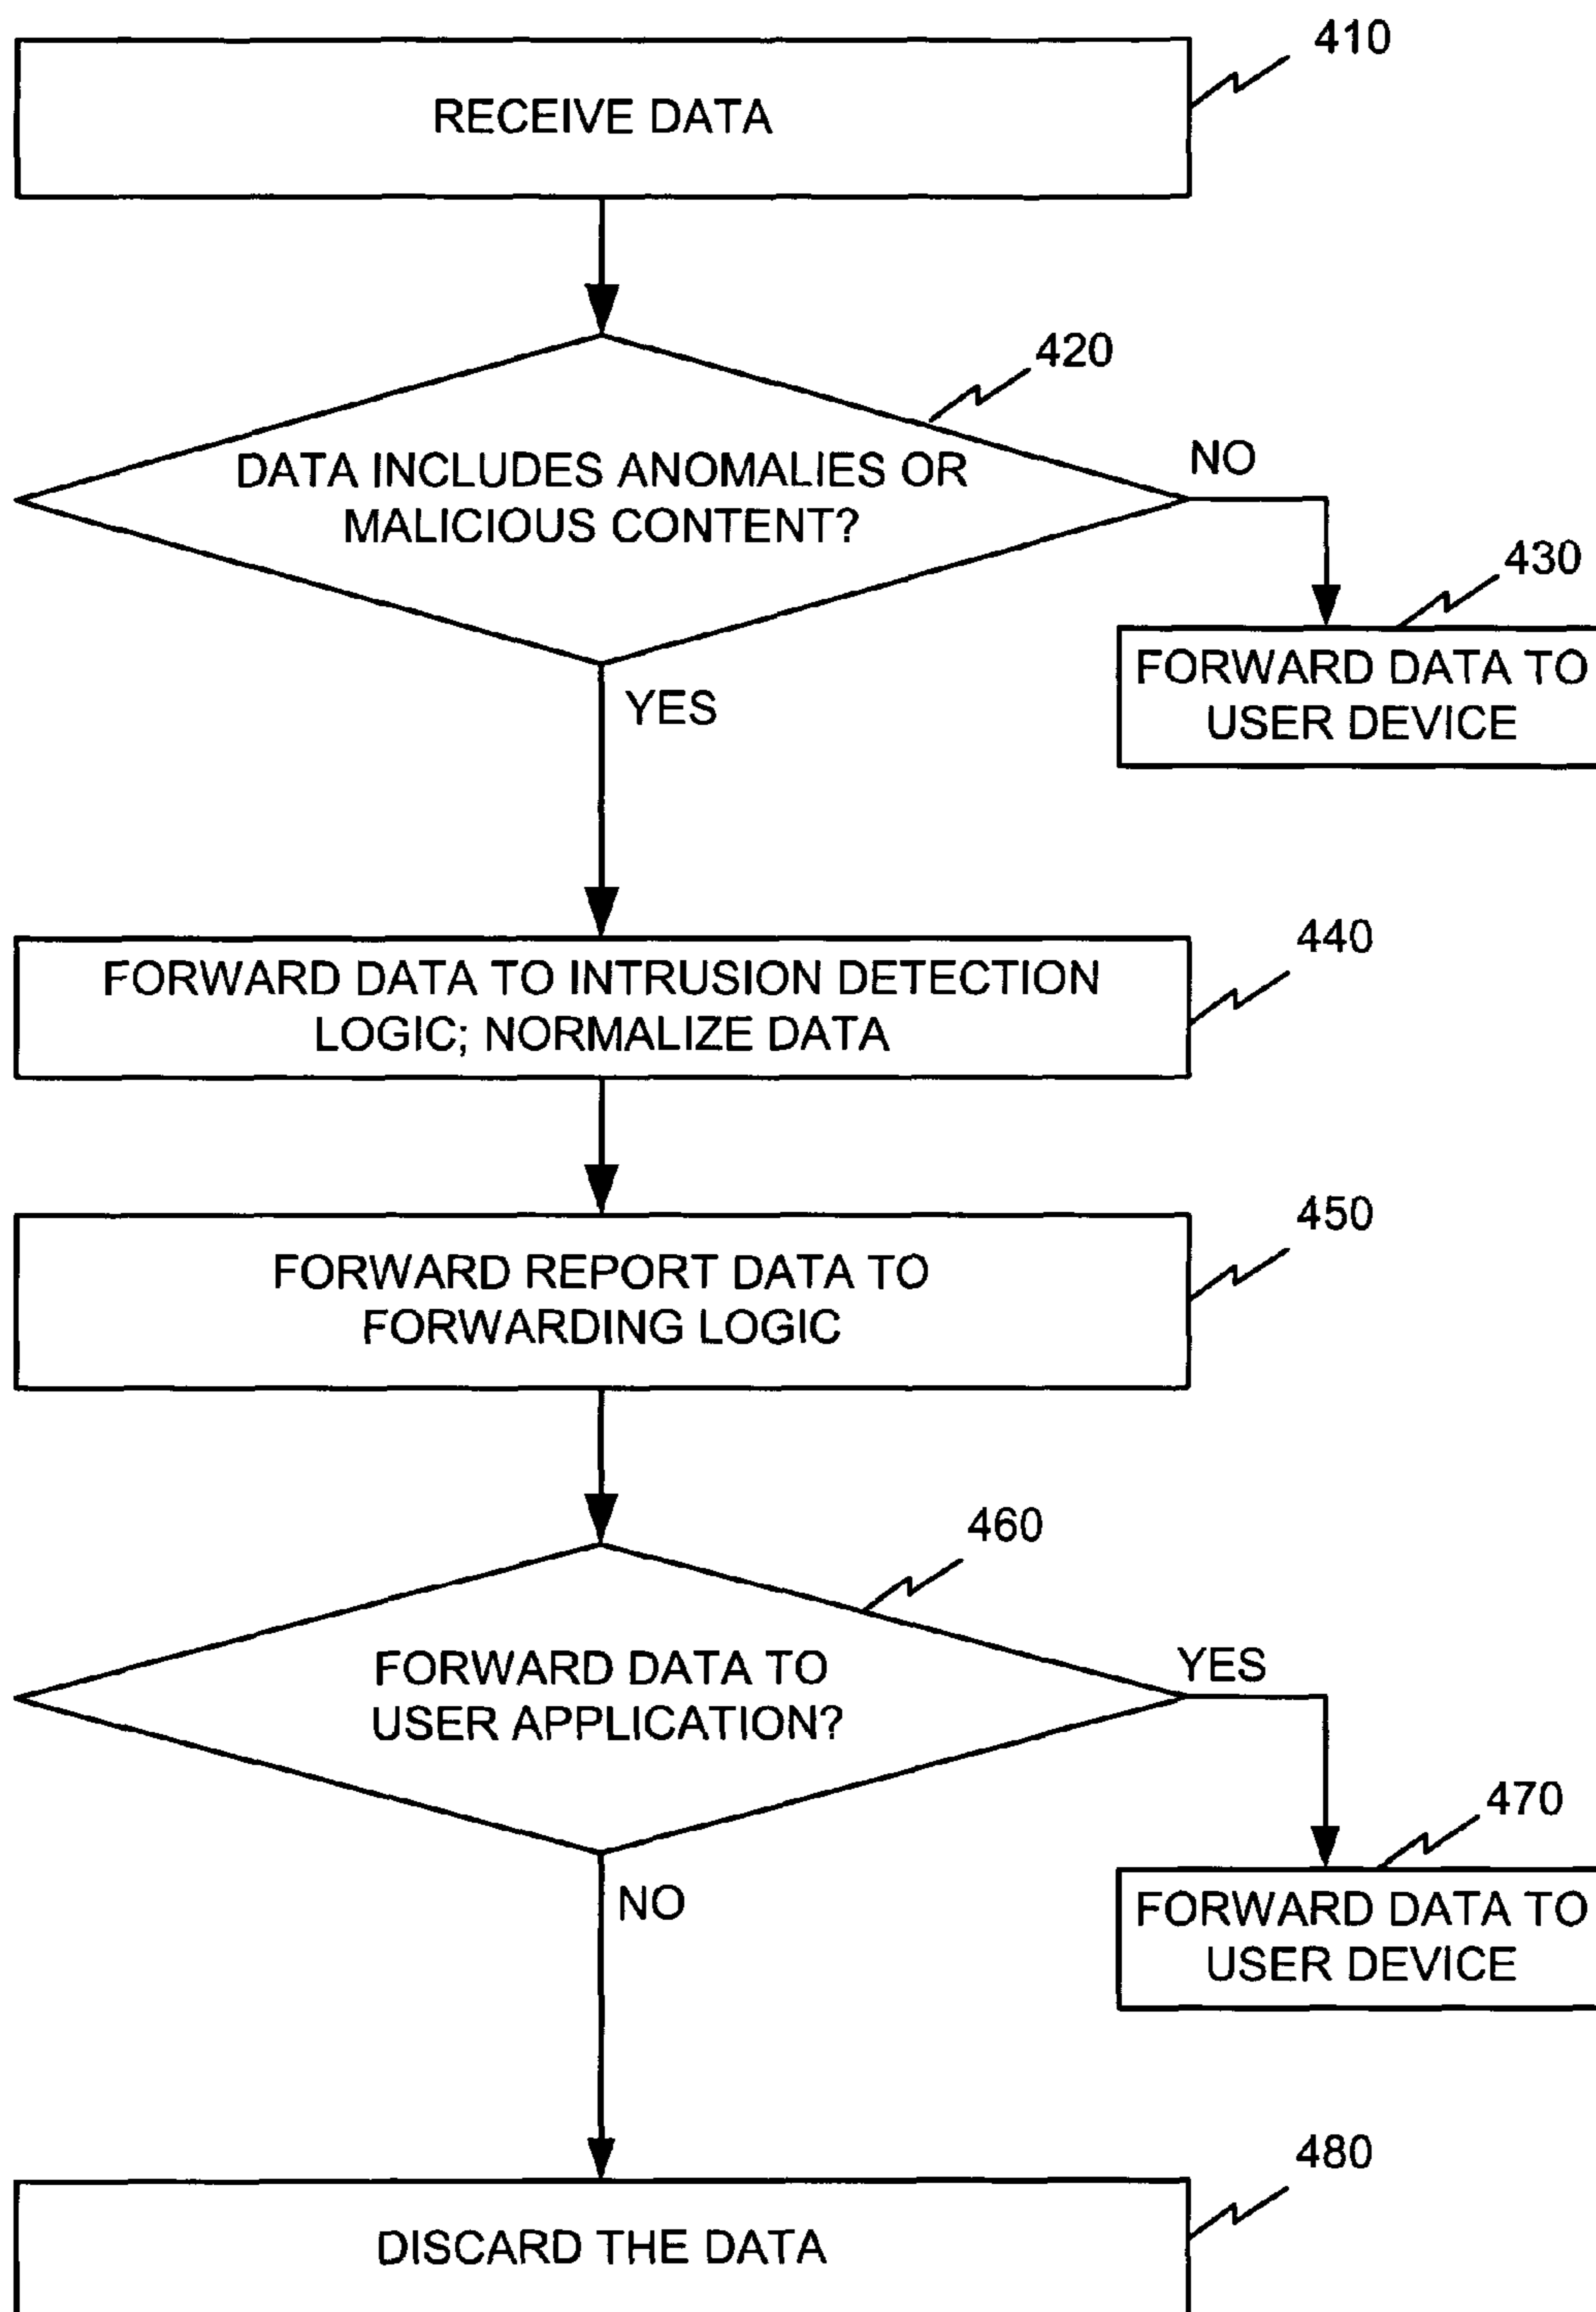 410
RECEIVE DATA
420
DATA INCLUDES ANOMALIES OR
MALICIOUS CONTENT?
NO
430
FORWARD DATA TO
USER DEVICE
YES
440
FORWARD DATA TO INTRUSION DETECTION
LOGIC; NORMALIZE DATA
450
FORWARD REPORT DATA TO
FORWARDING LOGIC
460
FORWARD DATA TO
USER APPLICATION?
YES
470
FORWARD DATA TO
USER DEVICE
NO
480
DISCARD THE DATA